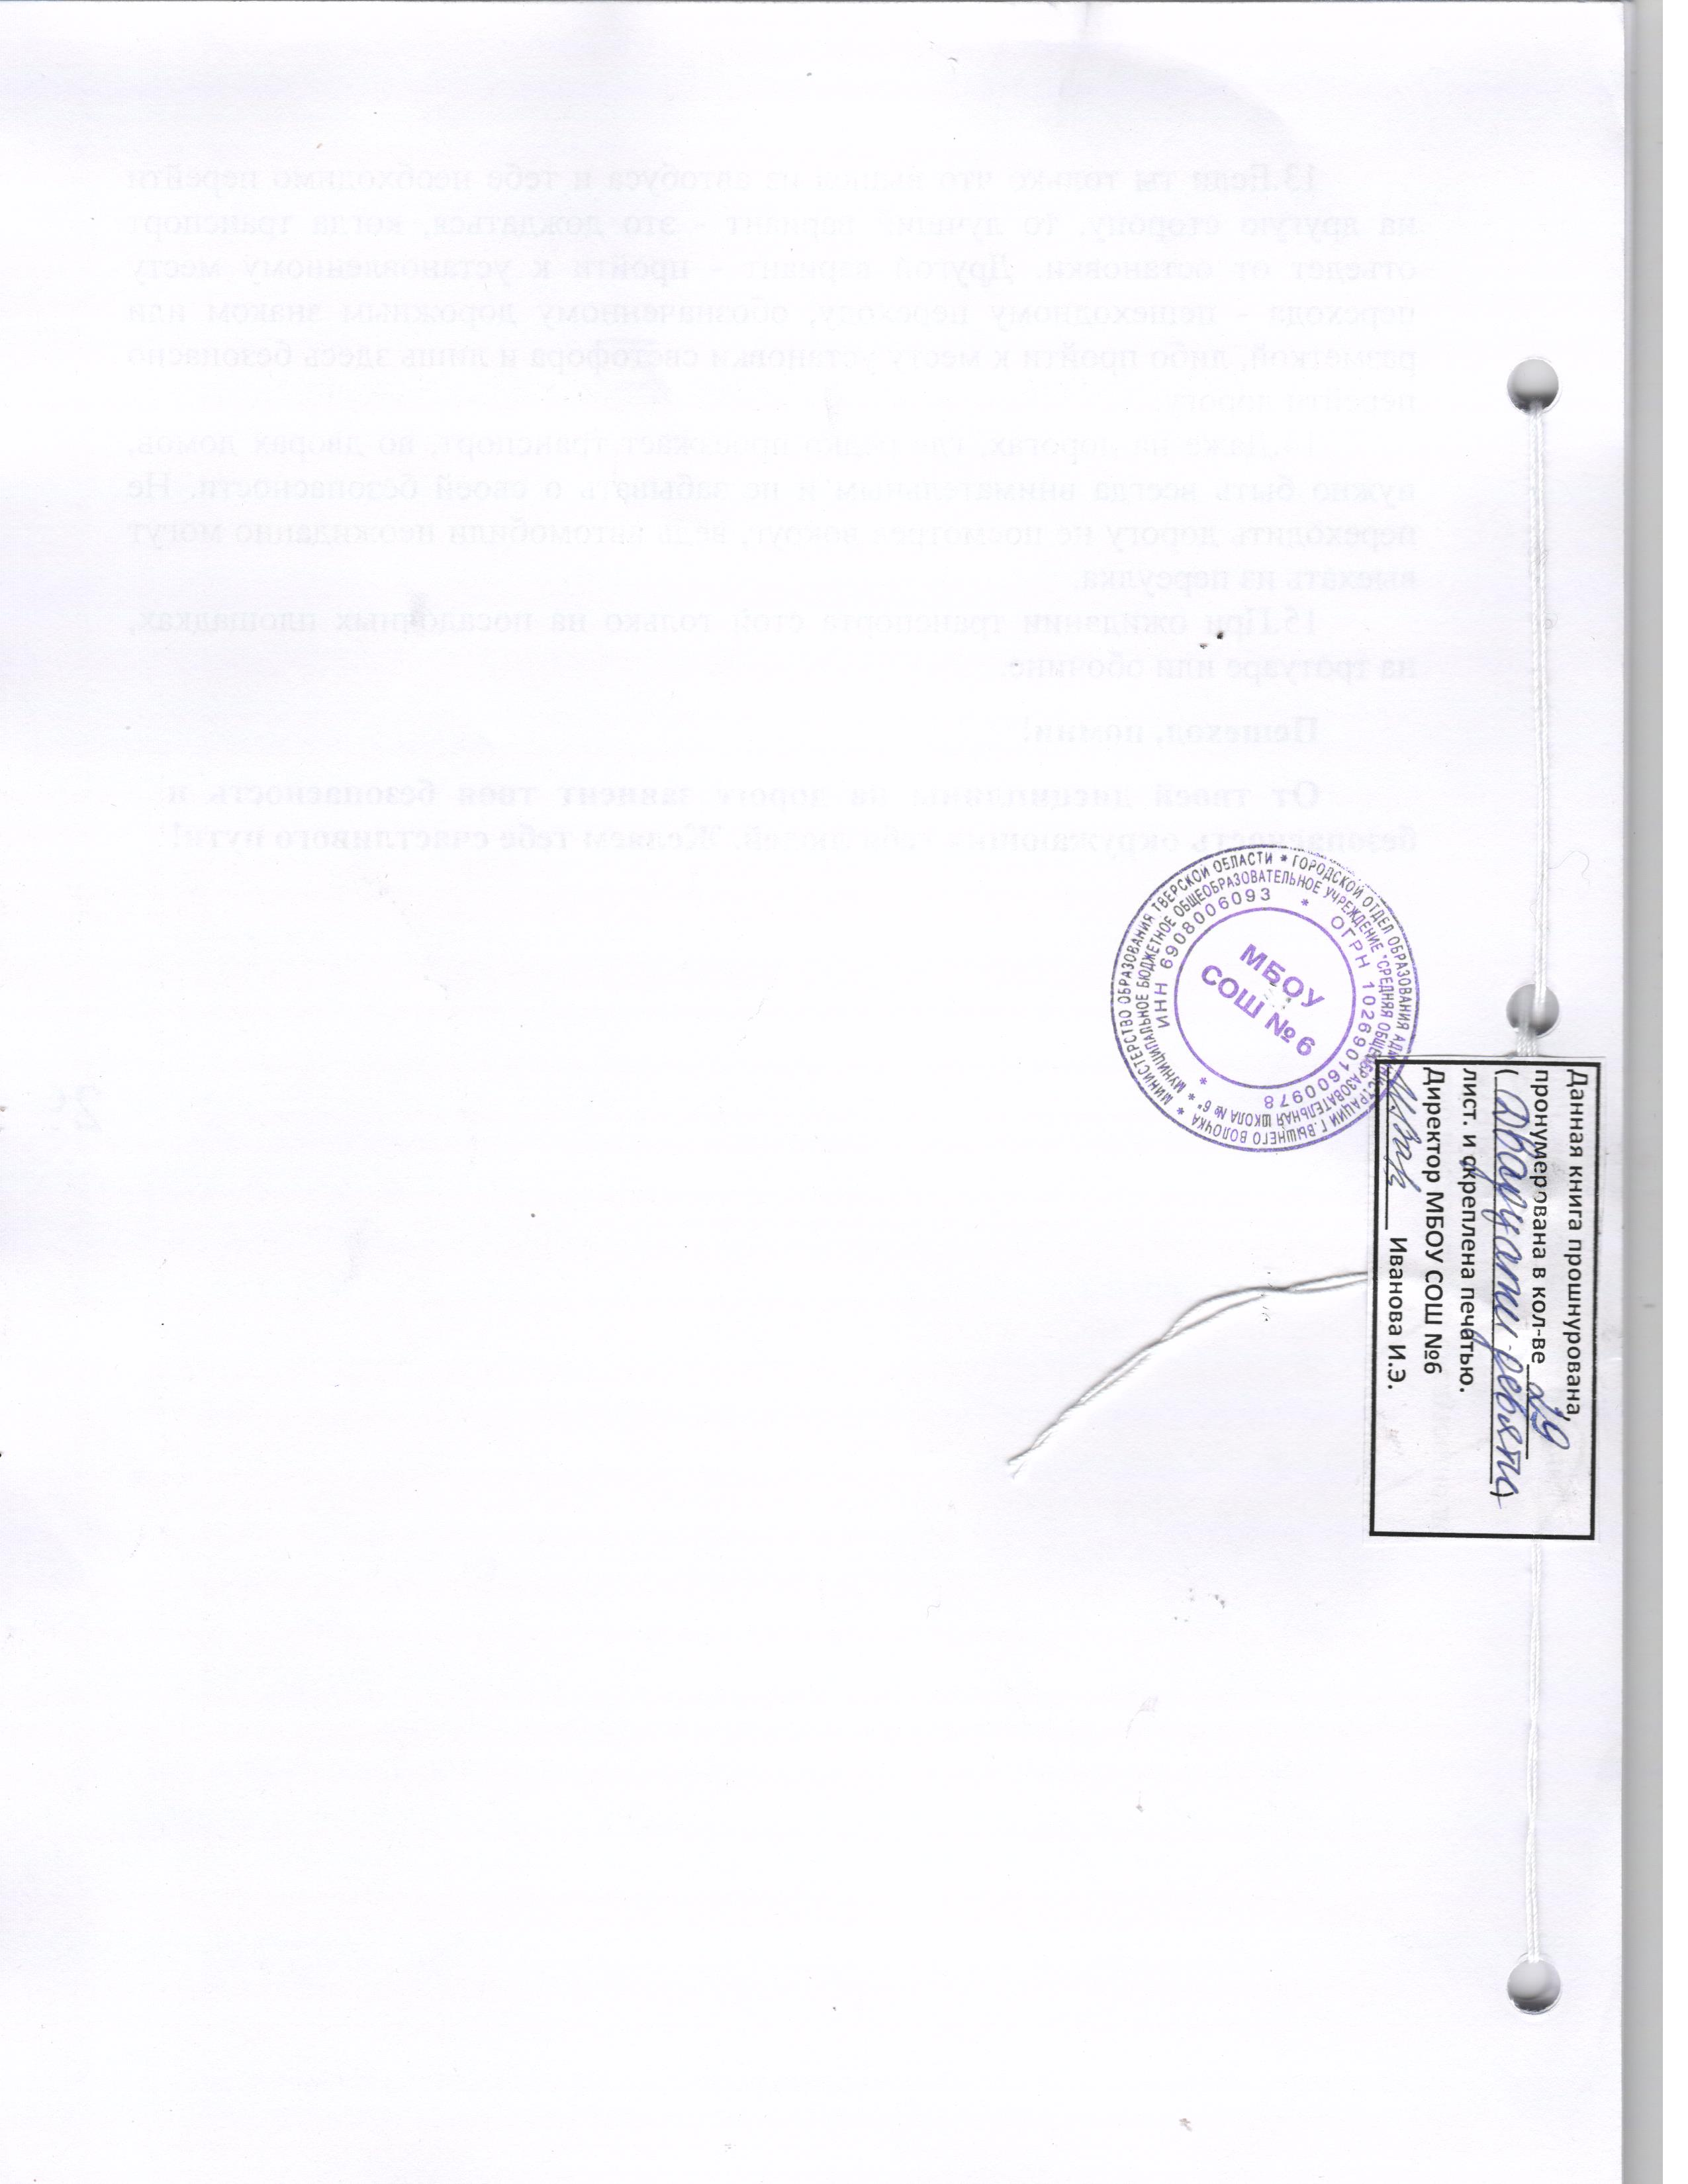 13.Если ты только что вышел из автобуса и тебе необходимо перейти
на другую сторону, то лучший вариант - это дождаться, когда транспорт
отъедет от остановки. Другой вариант - пройти к установленному месту
перехода - пешеходному переходу, обозначенному дорожным знаком или
разметкой, либо пройти к месту установки светофора и лишь здесь безопасно
перейти дорогу.
на дорогах, где редко проезжает транспорт, во дворах домов,
нужно быть всегда внимательным и не забывать о своей безопасности. Не
переходить дорогу не посмотрев вокруг, ведь автомобили неожиданно могут
выехать из переулка.
15.При ожидании транспорта стой только на посадочных площадках,
на тротуаре или обочине.
Пешеход, помни!
От твоей дисциплины на дороге зависит твоя безопасность и
безопасность окружающих тебя людей. Желаем тебе счастливого пути!
МИНИСТЕРСТВО ОБРАЗОВАНИЯ ТВЕРСКОЙ ОБЛАСТИ * ГОРОДСКОЙ ОТДЕЛ ОБРАЗОВАНИЯ АДМИНИСТРАЦИИ Г.ВЫШНЕГО ВОЛОЧКА *
МУНИЦИПАЛЬНОЕ БЮДЖЕТНОЕ ОБЩЕОБРАЗОВАТЕЛЬНОЕ УЧРЕЖДЕНИЕ "СРЕДНЯЯ ОБЩЕОБРАЗОВАТЕЛЬНАЯ ШКОЛА № 6" *
ИНН 6908006093 * ОГРН 1026901600978 *
МБОУ
СОШ № 6
Данная книга прошнурована,
пронумерована в кол-ве 29
(двадцати девяти)
лист. и скреплена печатью.
Директор МБОУ СОШ №6
Иванова И.Э.